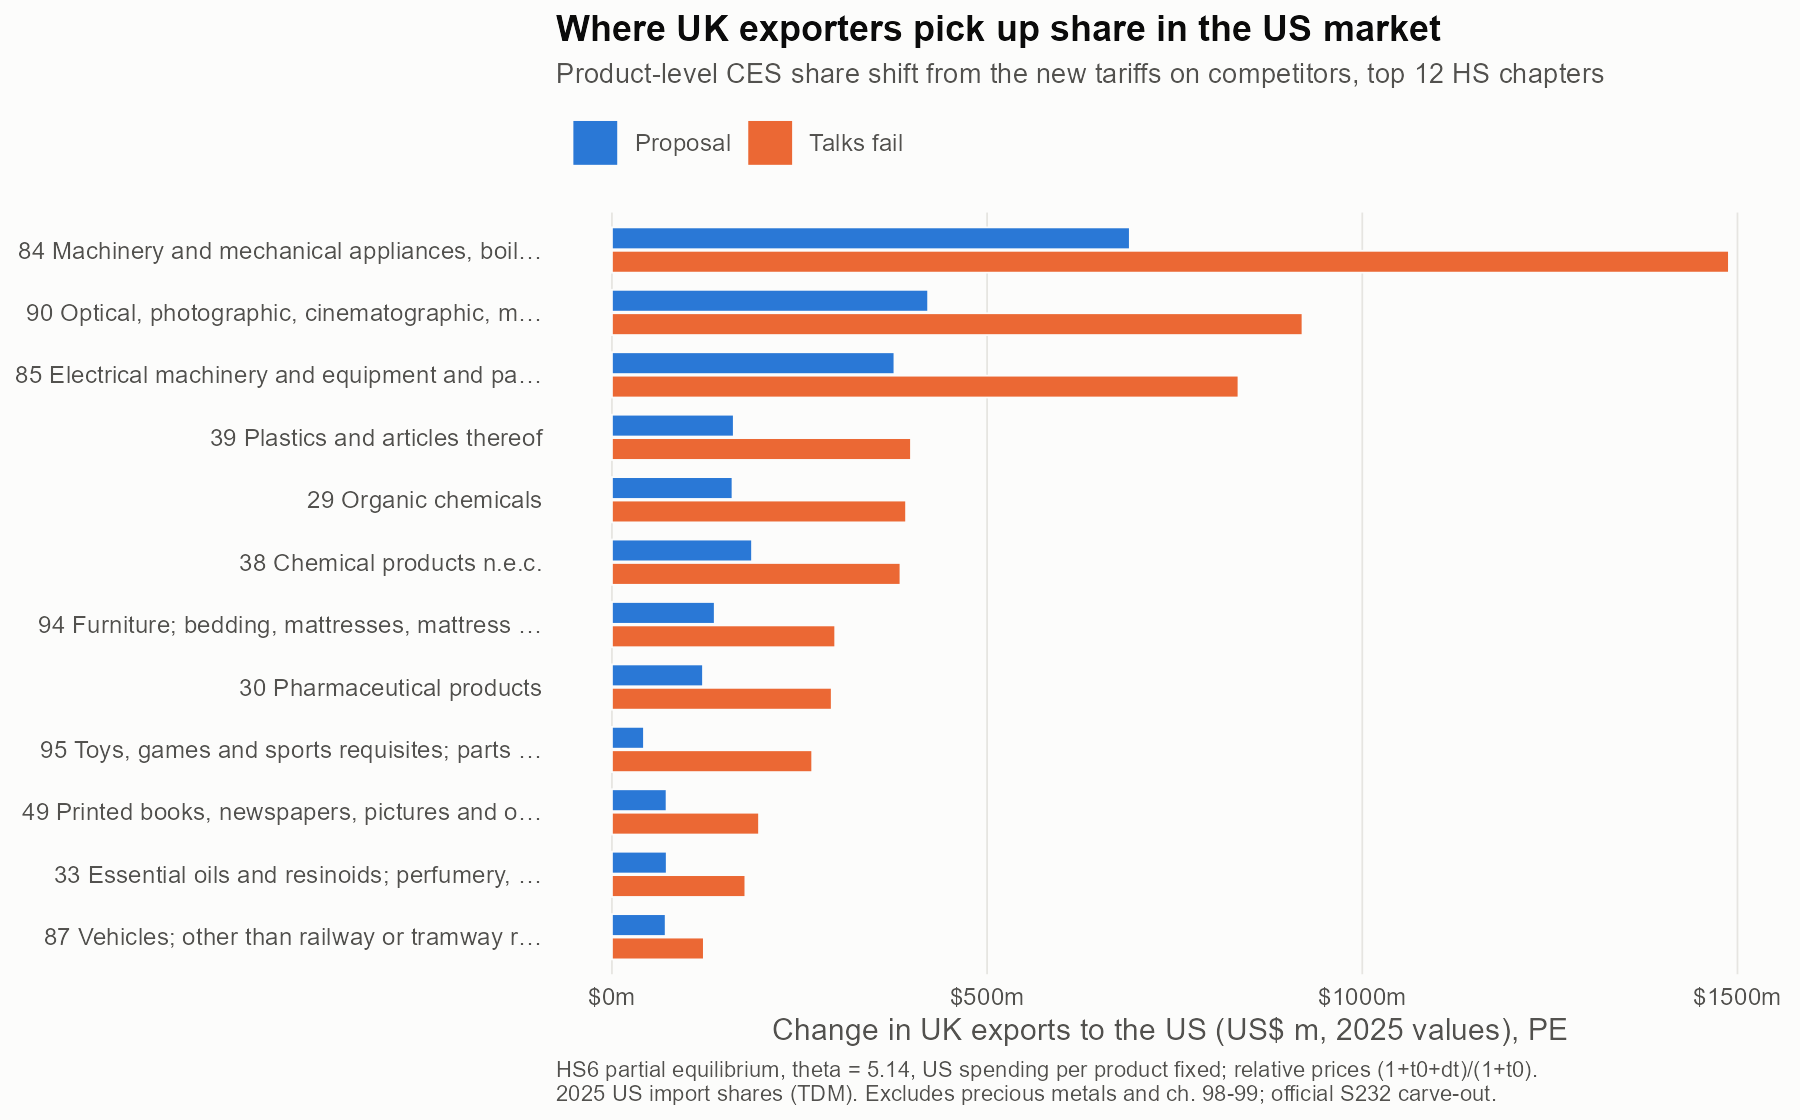 Where UK exporters pick up share in the US market
Product-level CES share shift from the new tariffs on competitors, top 12 HS chapters
Proposal
Talks fail
84 Machinery and mechanical appliances, boil…
90 Optical, photographic, cinematographic, m…
85 Electrical machinery and equipment and pa…
39 Plastics and articles thereof
29 Organic chemicals
38 Chemical products n.e.c.
94 Furniture; bedding, mattresses, mattress …
30 Pharmaceutical products
95 Toys, games and sports requisites; parts …
49 Printed books, newspapers, pictures and o…
33 Essential oils and resinoids; perfumery, …
87 Vehicles; other than railway or tramway r…
$0m
$500m
$1000m
$1500m
Change in UK exports to the US (US$ m, 2025 values), PE
HS6 partial equilibrium, theta = 5.14, US spending per product fixed; relative prices (1+t0+dt)/(1+t0).
2025 US import shares (TDM). Excludes precious metals and ch. 98-99; official S232 carve-out.